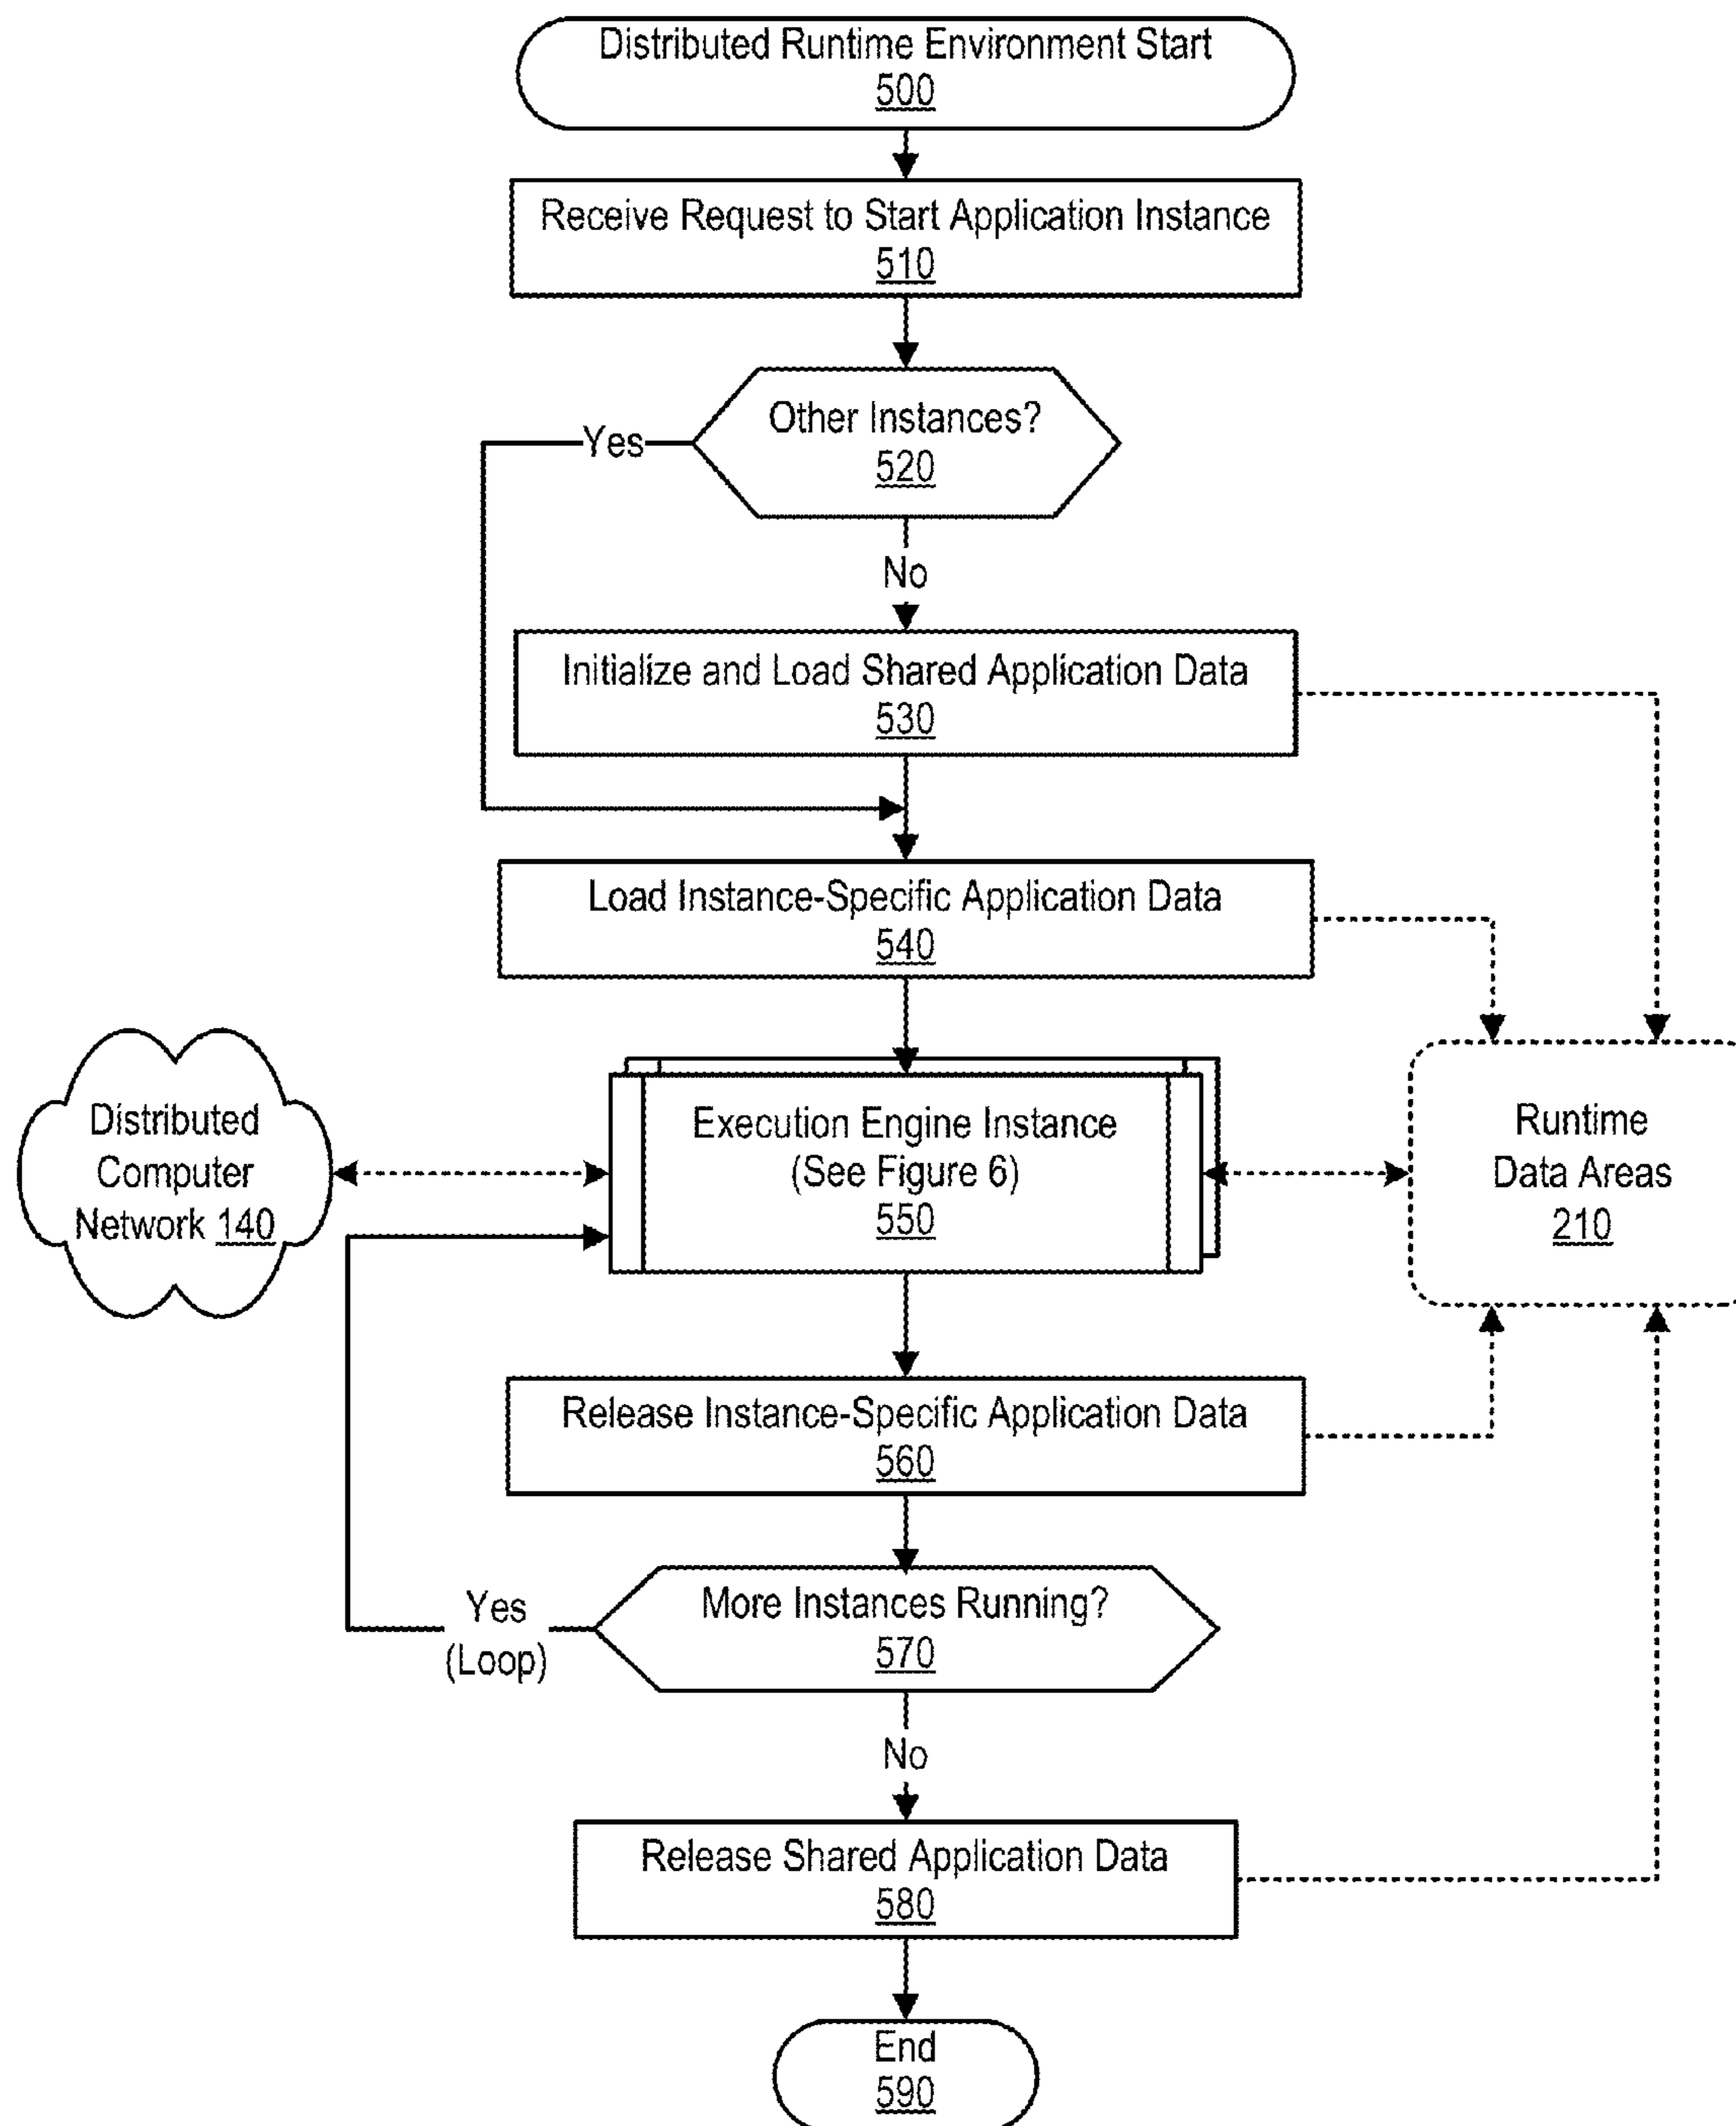 Distributed Runtime Environment Start
500
Receive Request to Start Application Instance
510
Other Instances?
520
Yes
No
Initialize and Load Shared Application Data
530
Load Instance-Specific Application Data
540
Distributed
Computer
Network 140
Execution Engine Instance
(See Figure 6)
550
Runtime
Data Areas
210
Release Instance-Specific Application Data
560
More Instances Running?
570
Yes
(Loop)
No
Release Shared Application Data
580
End
590